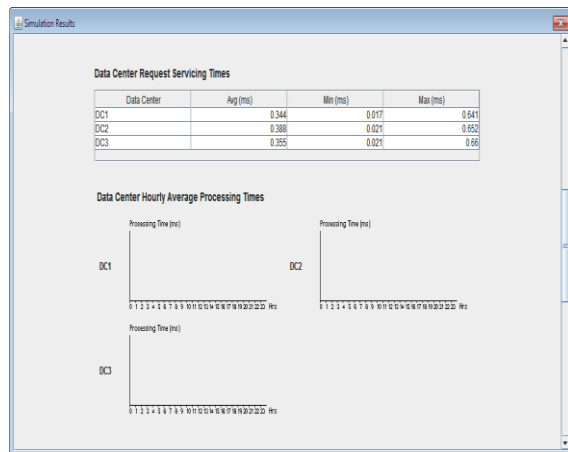 Simulation Results
Data Center Request Servicing Times
Data Center Avg (ms) Min (ms) Max (ms)
DC1 0.344 0.017 0.641
DC2 0.388 0.021 0.652
DC3 0.355 0.021 0.66
Data Center Hourly Average Processing Times
Processing Time (ms) Processing Time (ms)
DC1 DC2
0 1 2 3 4 5 6 7 8 9 10 11 12 13 14 15 16 17 18 19 20 21 22 23 Hrs 0 1 2 3 4 5 6 7 8 9 10 11 12 13 14 15 16 17 18 19 20 21 22 23 Hrs
Processing Time (ms)
DC3
0 1 2 3 4 5 6 7 8 9 10 11 12 13 14 15 16 17 18 19 20 21 22 23 Hrs